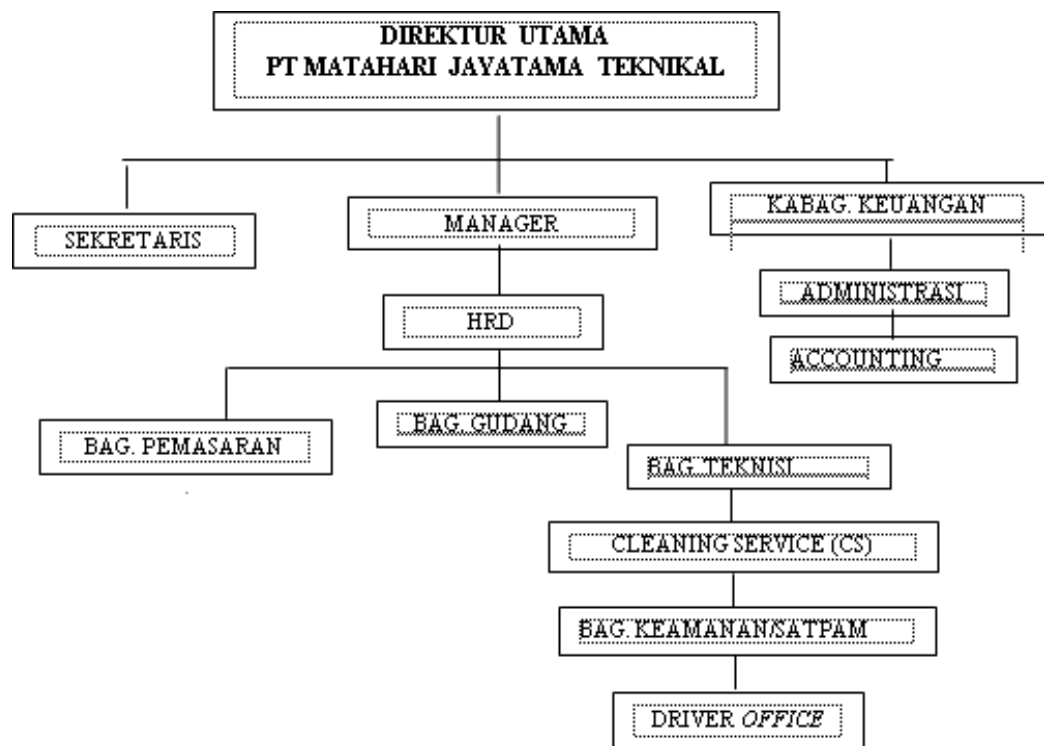 DIREKTUR UTAMA
PT MATAHARI JAYATAMA TEKNIKAL
SEKRETARIS
MANAGER
KABAG. KEUANGAN
ADMINISTRASI
HRD
ACCOUNTING
BAG. PEMASARAN
BAG. GUDANG
BAG. TEKNISI
CLEANING SERVICE (CS)
BAG. KEAMANAN/SATPAM
DRIVER OFFICE